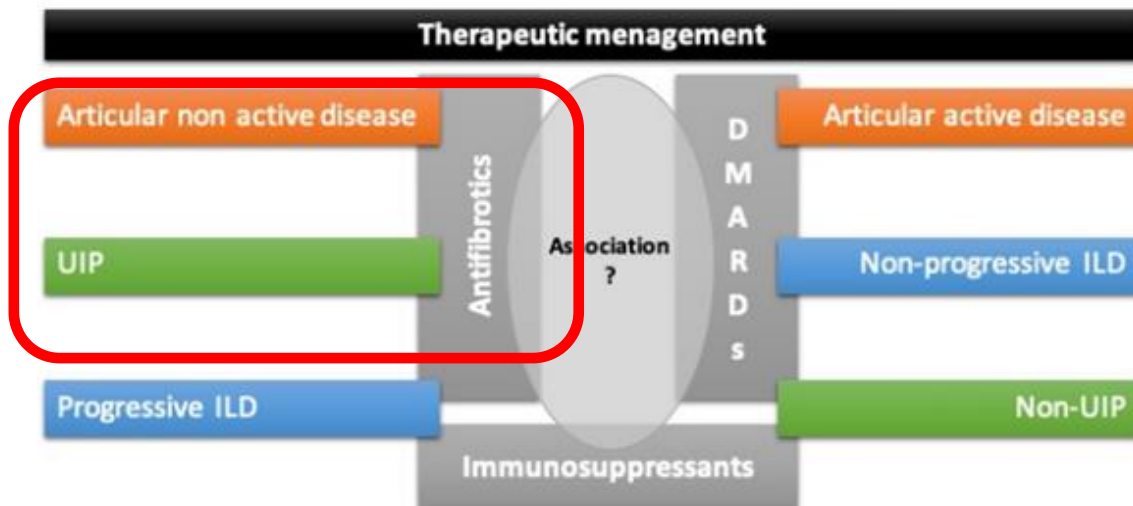 Therapeutic menagement
Articular non active disease
Antifibrotics
Association
?
DMARDs
Articular active disease
UIP
Non-progressive ILD
Progressive ILD
Non-UIP
Immunosuppressants